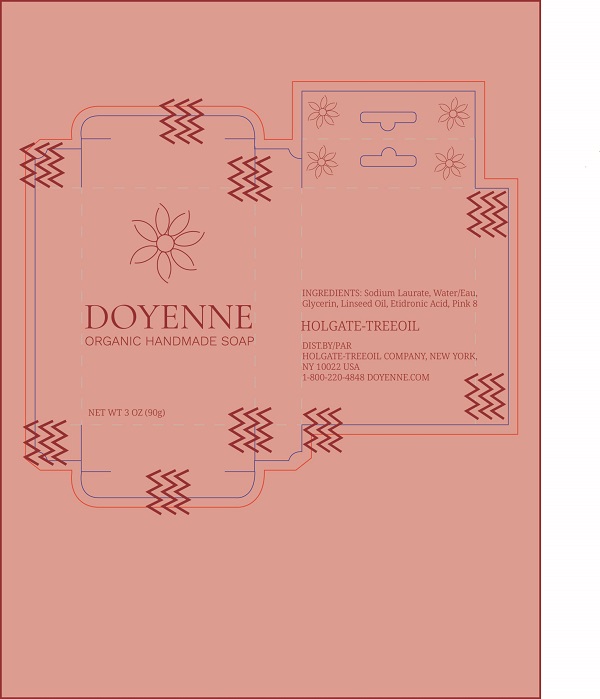 DOYENNE
ORGANIC HANDMADE SOAP
NET WT 3 OZ (90g)
INGREDIENTS: Sodium Laurate, Water/Eau,
Glycerin, Linseed Oil, Etidronic Acid, Pink 8
HOLGATE-TREEOIL
DIST.BY/PAR
HOLGATE-TREEOIL COMPANY, NEW YORK,
NY 10022 USA
1-800-220-4848 DOYENNE.COM